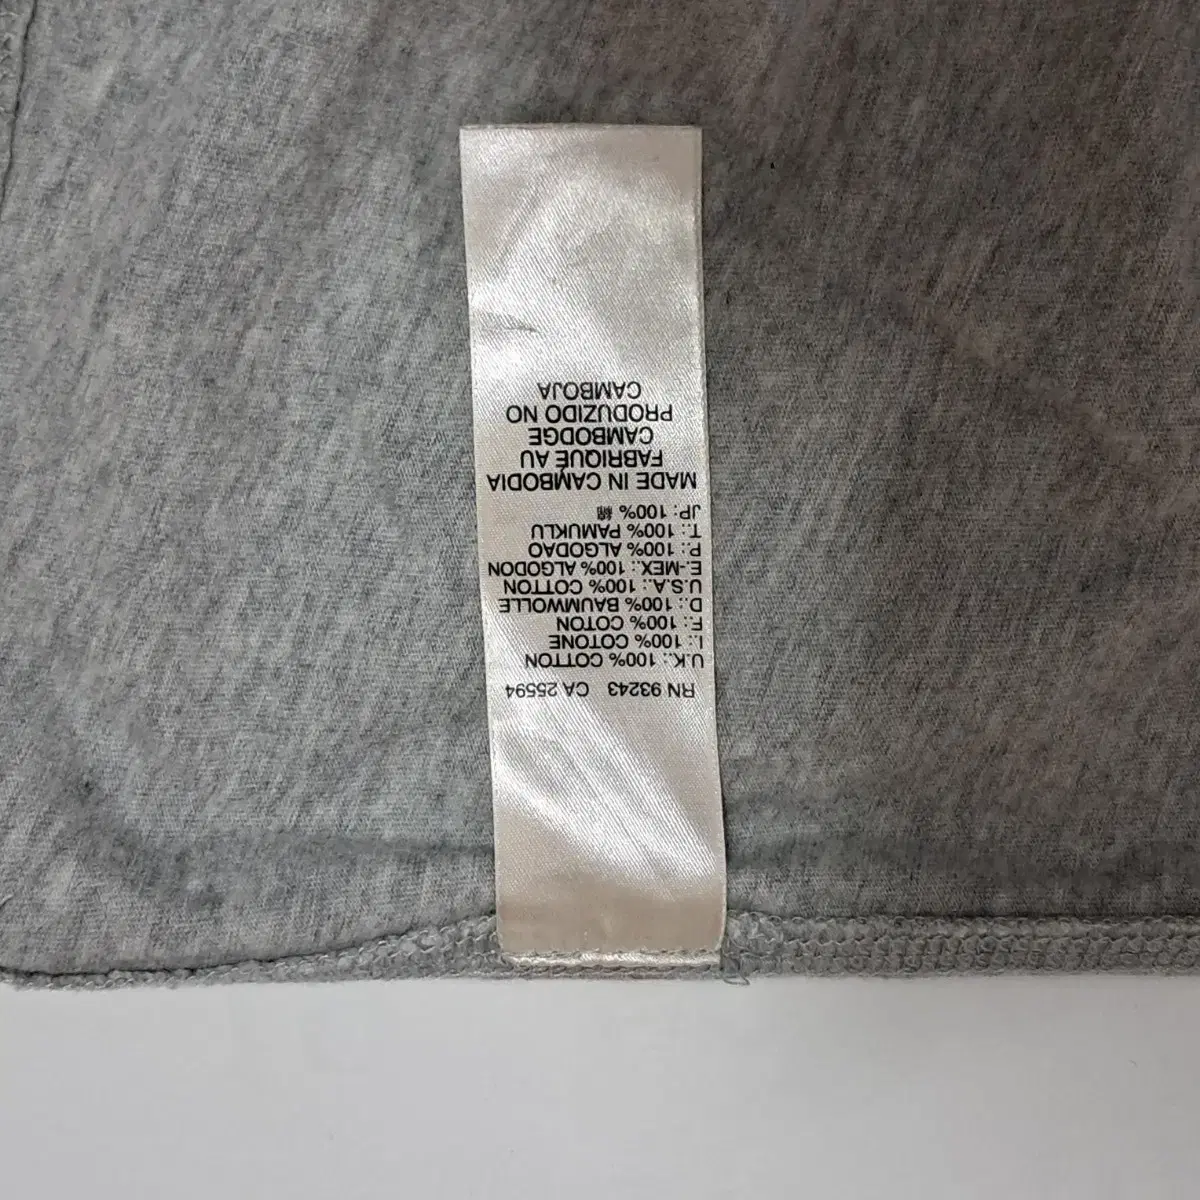 RN 93243 CA 25594
U.K.: 100% COTTON
L.: 100% COTONE
F.: 100% COTON
D.: 100% BAUMWOLLE
U.S.A.: 100% COTTON
E.-MEX.: 100% ALGODON
P.: 100% ALGODAO
T.: 100% PAMUKLU
JP.: 100% 綿
MADE IN CAMBODIA
FABRIQUÉ AU
CAMBODGE
PRODUZIDO NO
CAMBOJA